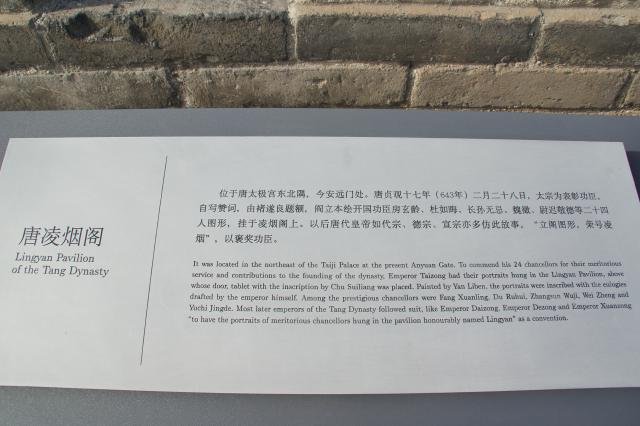 唐凌烟阁
Lingyan Pavilion
of the Tang Dynasty
位于唐太极宫东北隅，今安远门处。唐贞观十七年（643年）二月二十八日，太宗为表彰功臣，
自写赞词，由褚遂良题额，阎立本绘开国功臣房玄龄、杜如海、长孙无忌、魏徵、尉迟敬德等二十四
人图形，挂于凌烟阁上。以后唐代皇帝如代宗、德宗、宣宗亦多仿此故事，“立阁图形，荣号凌
烟”，以褒奖功臣。
It was located in the northeast of the Taiji Palace at the present Anyuan Gate. To commend his 24 chancellors for their meritorious
service and contributions to the founding of the dynasty, Emperor Taizong had their portraits hung in the Lingyan Pavilion, above
whose door, tablet with the inscription by Chu Suiliang was placed. Painted by Yan Liben, the portraits were inscribed with the eulogies
drafted by the emperor himself. Among the prestigious chancellors were Fang Xuanling, Du Ruhui, Zhangsun Wuji, Wei Zheng and
Yuchi Jingde. Most later emperors of the Tang Dynasty followed suit, like Emperor Daizong, Emperor Dezong and Emperor Xuanzong
“to have the portraits of meritorious chancellors hung in the pavilion honourably named Lingyan” as a convention.